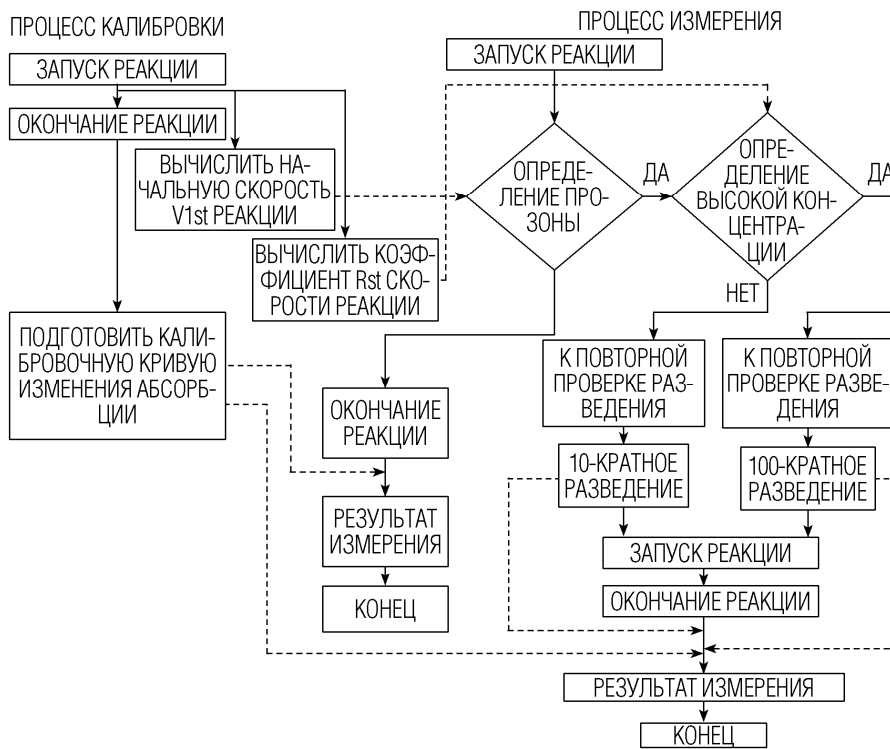 ПРОЦЕСС КАЛИБРОВКИ
ЗАПУСК РЕАКЦИИ
ОКОНЧАНИЕ РЕАКЦИИ
ВЫЧИСЛИТЬ НА-
ЧАЛЬНУЮ СКОРОСТЬ
V1st РЕАКЦИИ
ВЫЧИСЛИТЬ КОЭФ-
ФИЦИЕНТ Rst СКО-
РОСТИ РЕАКЦИИ
ПОДГОТОВИТЬ КАЛИ-
БРОВОЧНУЮ КРИВУЮ
ИЗМЕНЕНИЯ АБСОРБ-
ЦИИ
ПРОЦЕСС ИЗМЕРЕНИЯ
ЗАПУСК РЕАКЦИИ
ОПРЕДЕ-
ЛЕНИЕ ПРО-
ЗОНЫ
ДА
ОПРЕ-
ДЕЛЕНИЕ
ВЫСОКОЙ КОН-
ЦЕНТРА-
ЦИИ
ДА
НЕТ
ОКОНЧАНИЕ
РЕАКЦИИ
РЕЗУЛЬТАТ
ИЗМЕРЕНИЯ
КОНЕЦ
К ПОВТОРНОЙ
ПРОВЕРКЕ РАЗ-
ВЕДЕНИЯ
10-КРАТНОЕ
РАЗВЕДЕНИЕ
К ПОВТОРНОЙ
ПРОВЕРКЕ РАЗВЕ-
ДЕНИЯ
100-КРАТНОЕ
РАЗВЕДЕНИЕ
ЗАПУСК РЕАКЦИИ
ОКОНЧАНИЕ РЕАКЦИИ
РЕЗУЛЬТАТ ИЗМЕРЕНИЯ
КОНЕЦ